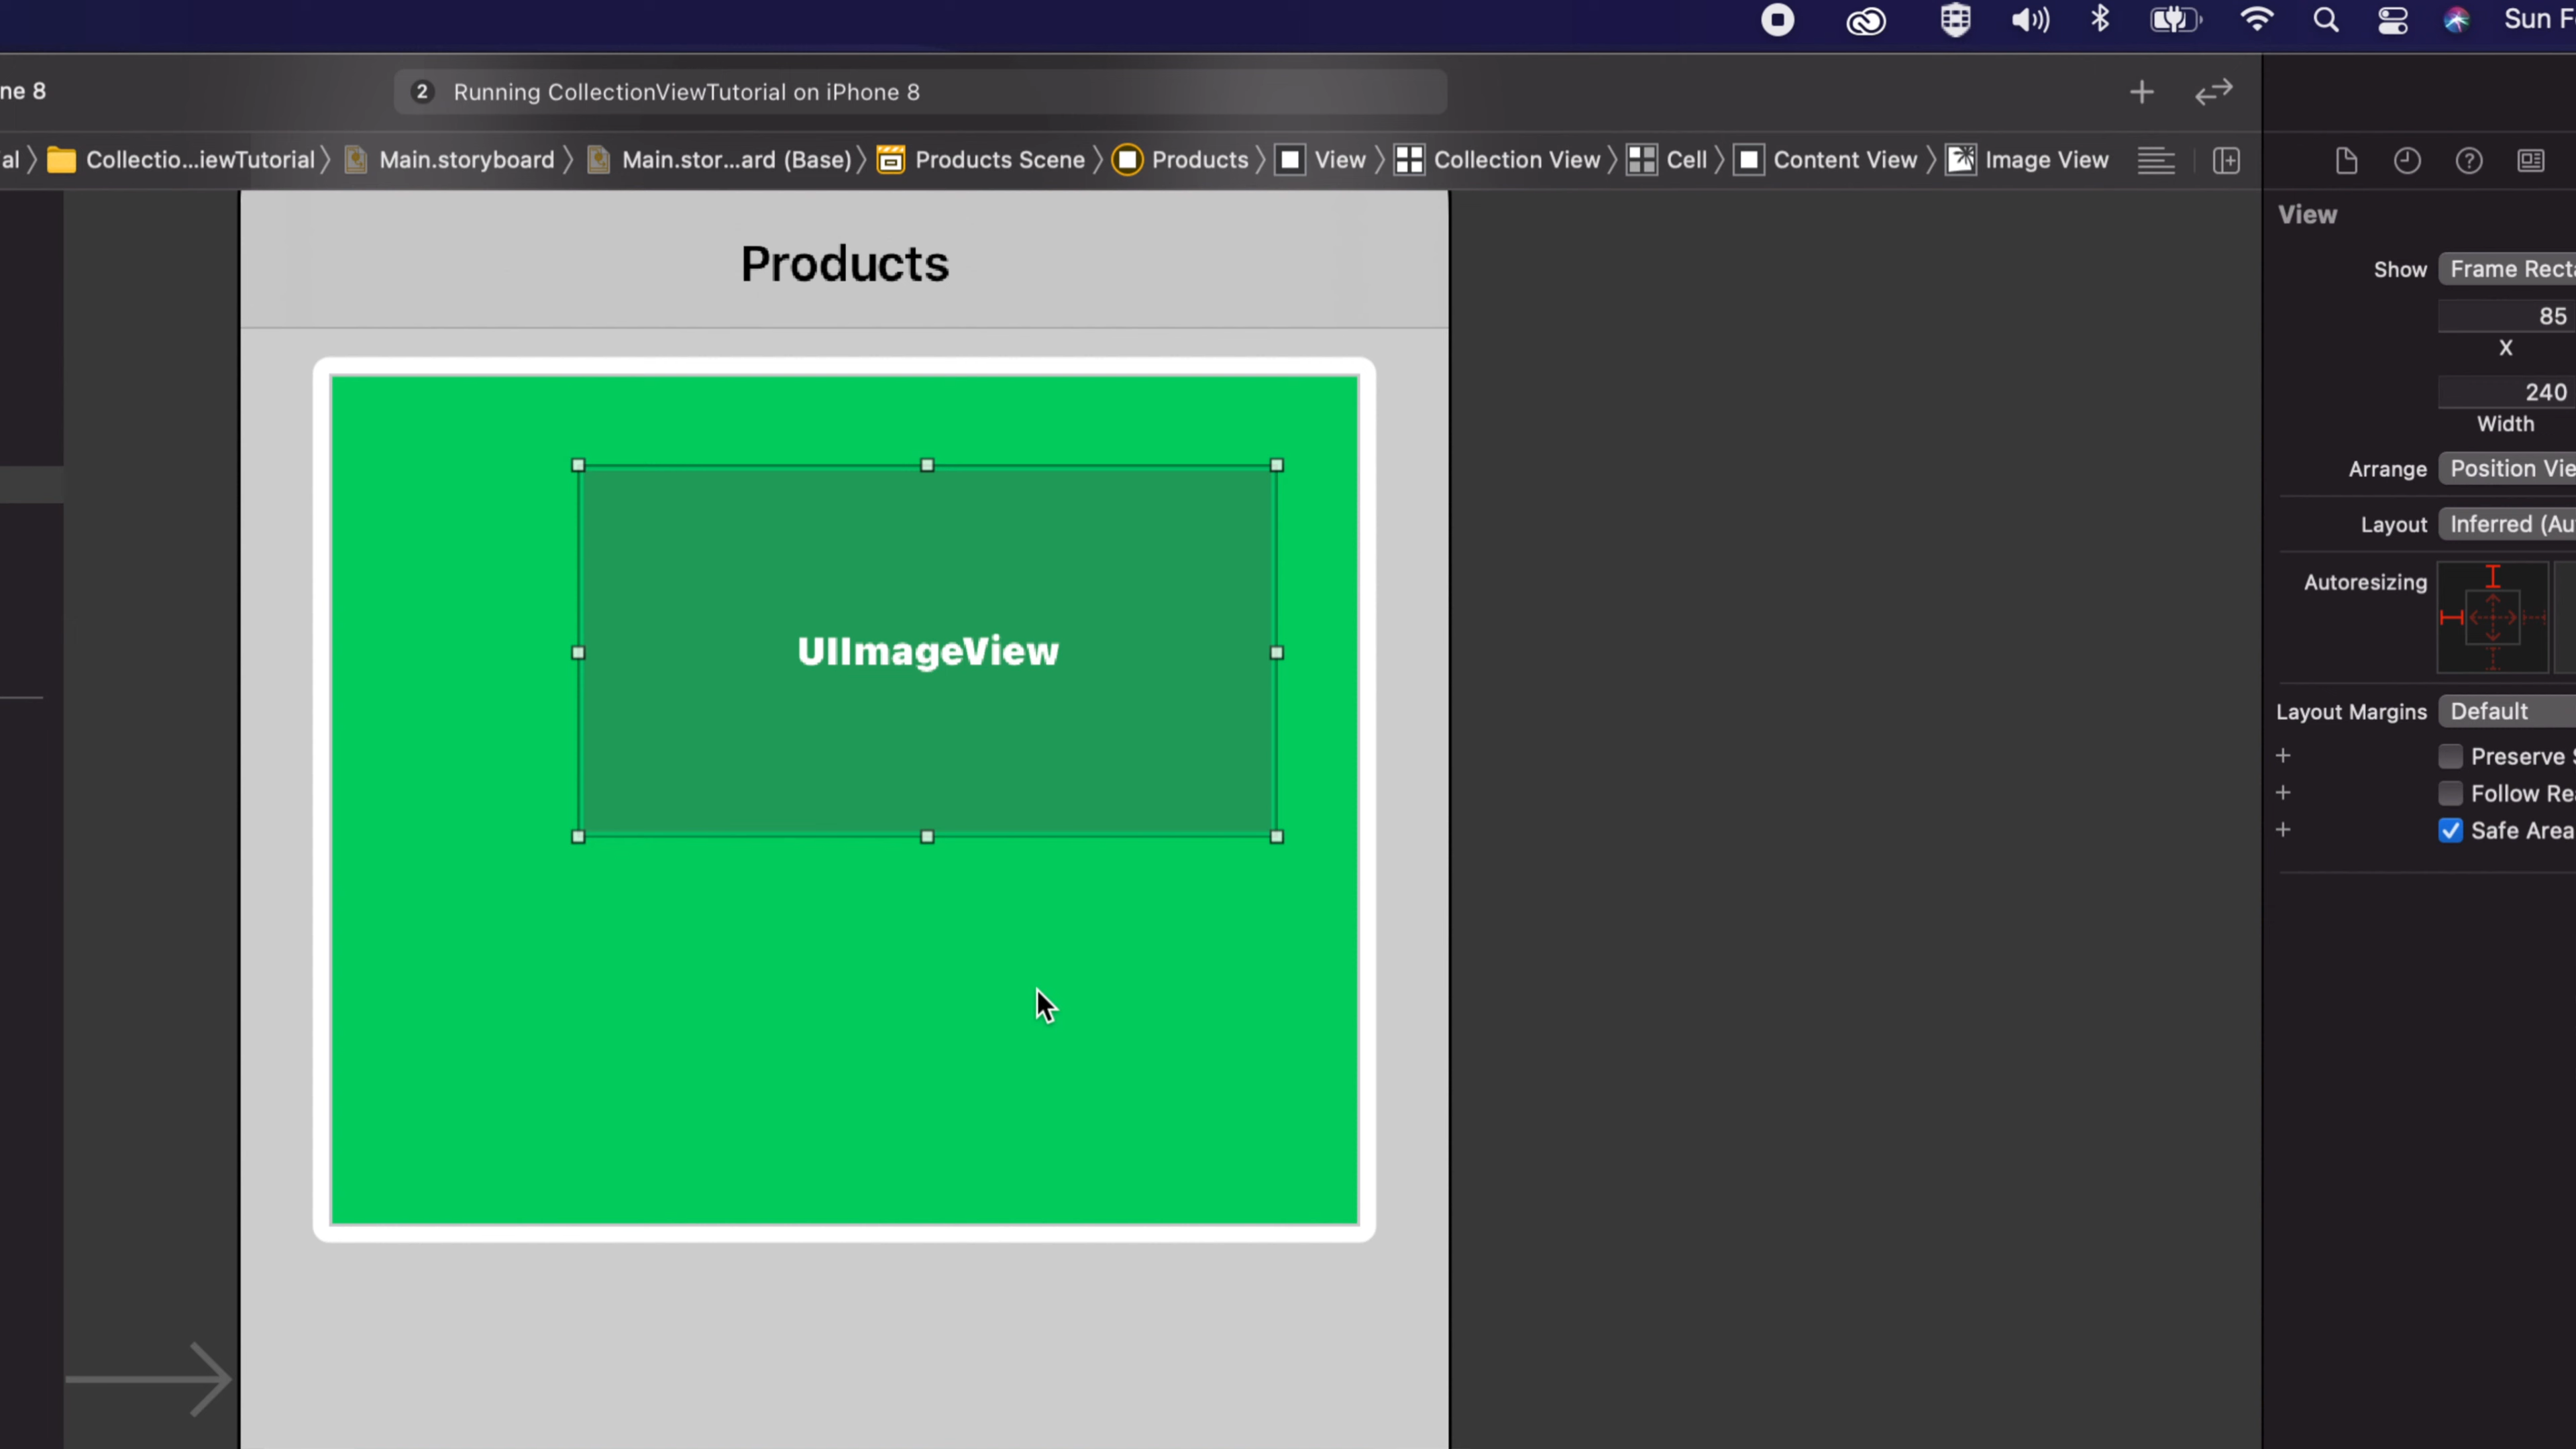 Sun F
ne 8
2 Running CollectionViewTutorial on iPhone 8
al 〉 Collectio...iewTutorial 〉 Main.storyboard 〉 Main.stor...ard (Base) 〉 Products Scene 〉 Products 〉 View 〉 Collection View 〉 Cell 〉 Content View 〉 Image View
Products
UIImageView
View
Show Frame Recta
85
X
240
Width
Arrange Position Vie
Layout Inferred (Au
Autoresizing
Layout Margins Default
+ Preserve S
+ Follow Rea
+ Safe Area